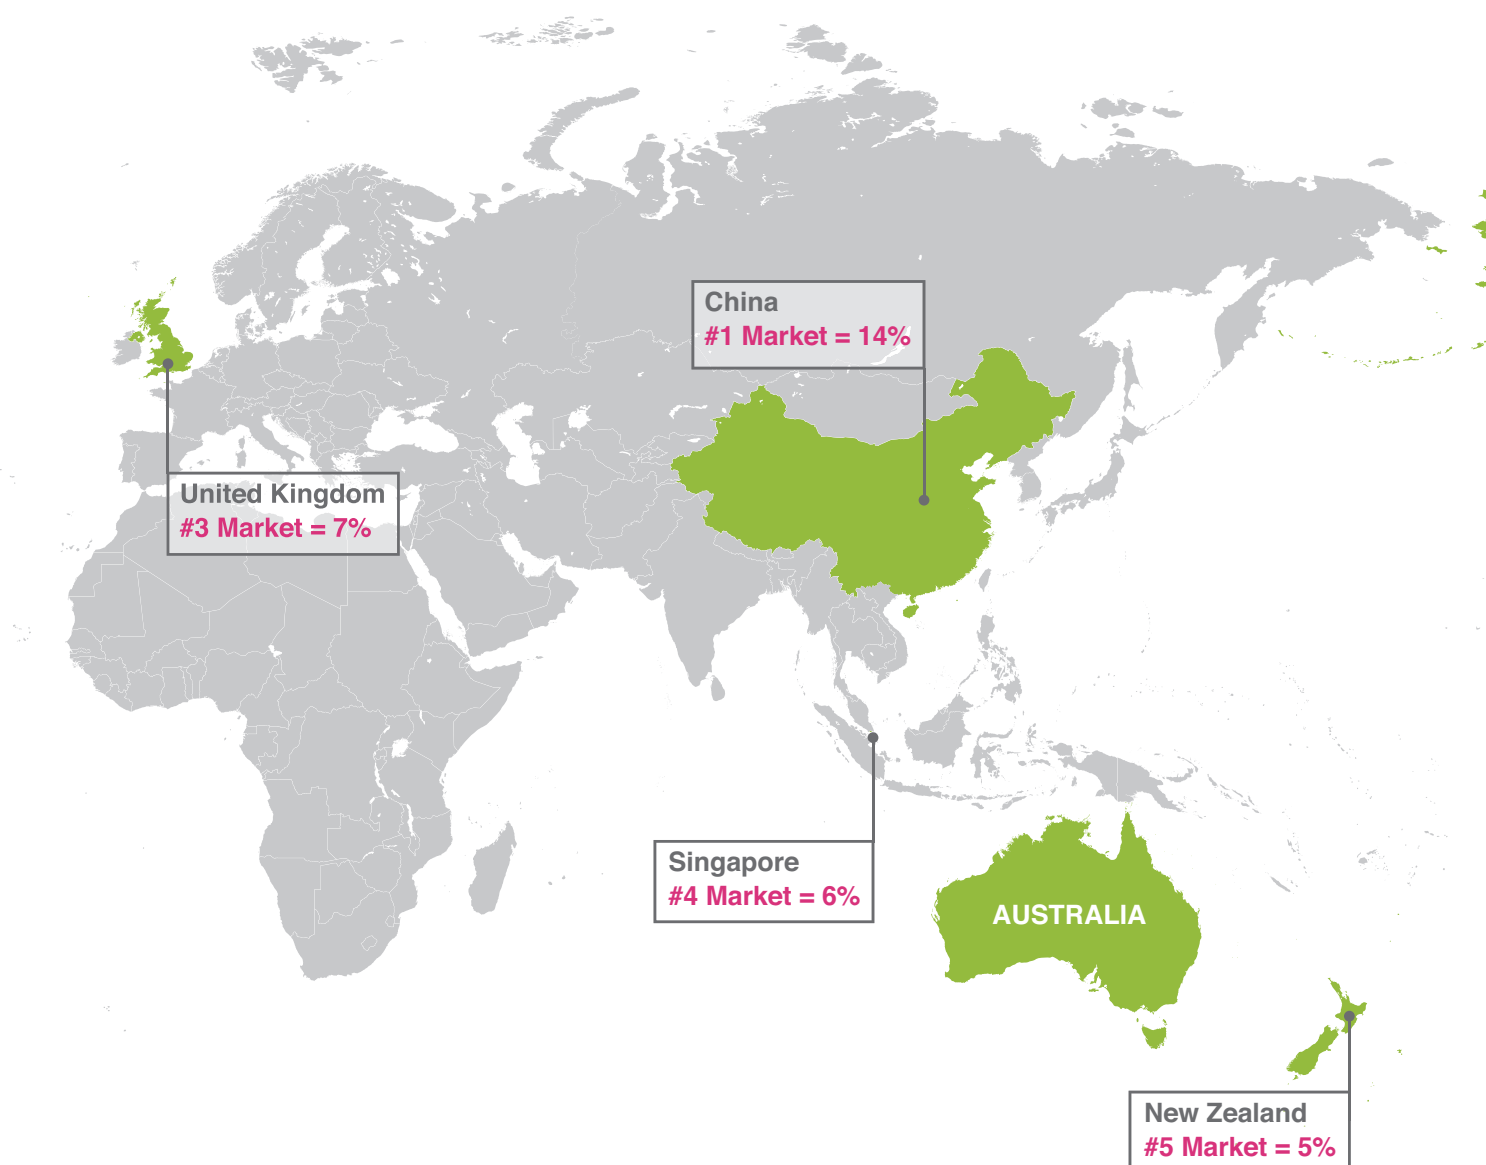 China
#1 Market = 14%
United Kingdom
#3 Market = 7%
Singapore
#4 Market = 6%
AUSTRALIA
New Zealand
#5 Market = 5%